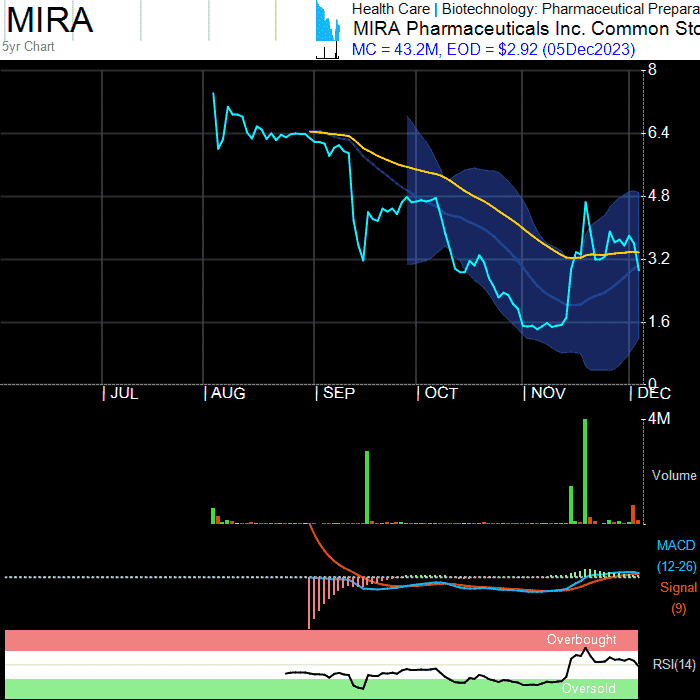 MIRA
5yr Chart
Health Care | Biotechnology: Pharmaceutical Prepara
MIRA Pharmaceuticals Inc. Common Sto
MC = 43.2M, EOD = $2.92 (05Dec2023)
8
6.4
4.8
3.2
1.6
0
JUL AUG SEP OCT NOV DEC
4M
Volume
MACD
(12-26)
Signal
(9)
Overbought
RSI(14)
Oversold